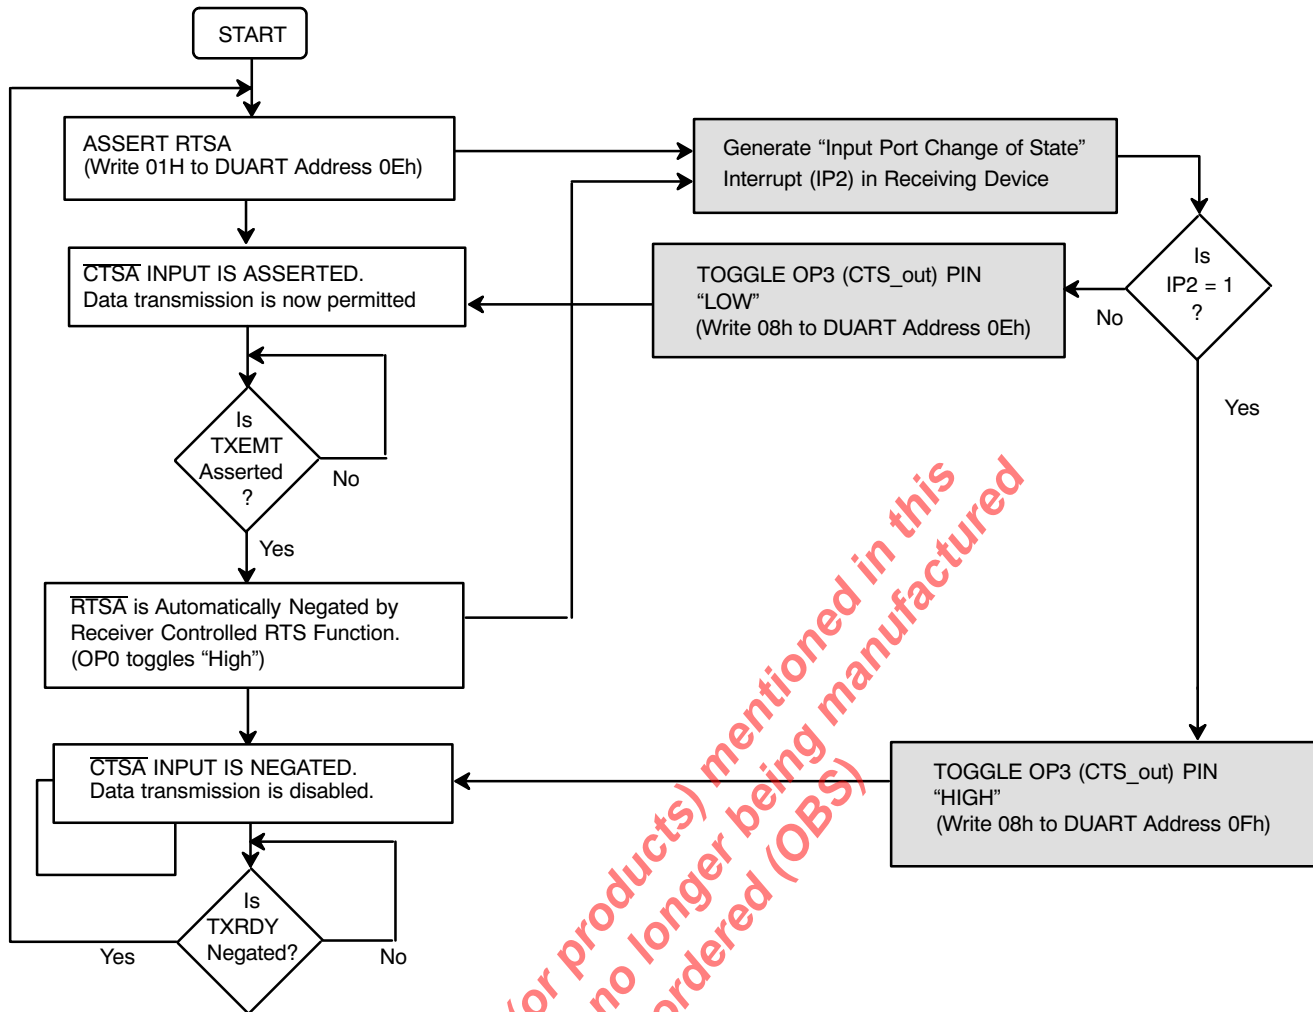 START
ASSERT RTSA
(Write 01H to DUART Address 0Eh)
Generate “Input Port Change of State”
Interrupt (IP2) in Receiving Device
CTSA INPUT IS ASSERTED.
Data transmission is now permitted
TOGGLE OP3 (CTS_out) PIN
“LOW”
(Write 08h to DUART Address 0Eh)
Is
IP2 = 1
?
No
Yes
Is
TXEMT
Asserted
?
No
Yes
RTSA is Automatically Negated by
Receiver Controlled RTS Function.
(OP0 toggles “High”)
CTSA INPUT IS NEGATED.
Data transmission is disabled.
TOGGLE OP3 (CTS_out) PIN
“HIGH”
(Write 08h to DUART Address 0Fh)
Is
TXRDY
Negated?
Yes
No
(or products) mentioned in this
no longer being manufactured
ordered (OBS)